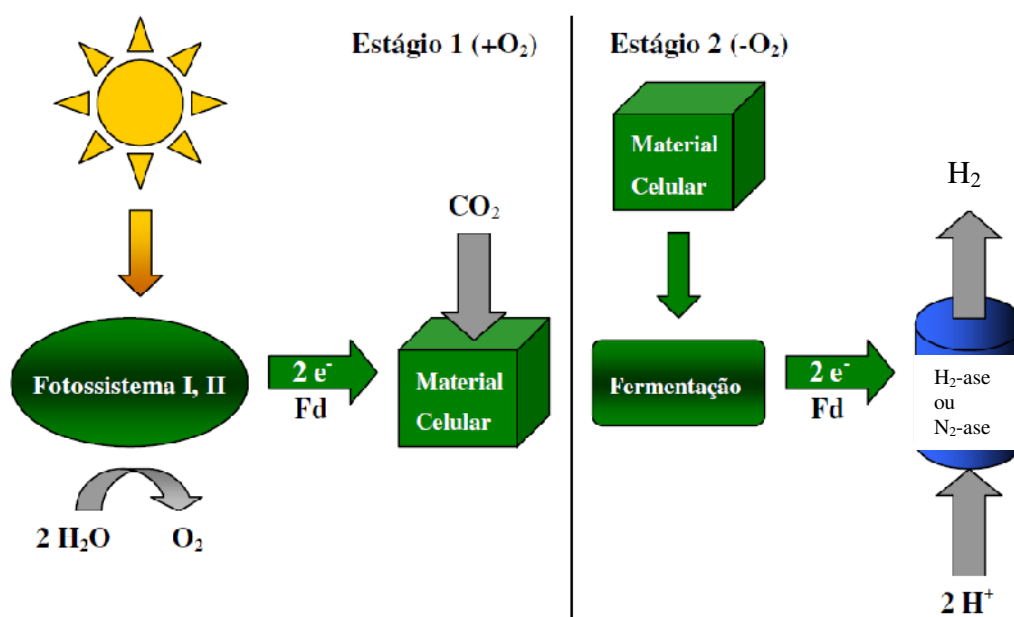 Estágio 1 (+O₂)
CO₂
Fotossistema I, II
2 e⁻
Fd
Material
Celular
2 H₂O
O₂
Estágio 2 (-O₂)
Material
Celular
Fermentação
2 e⁻
Fd
H₂
H₂-ase
ou
N₂-ase
2 H⁺